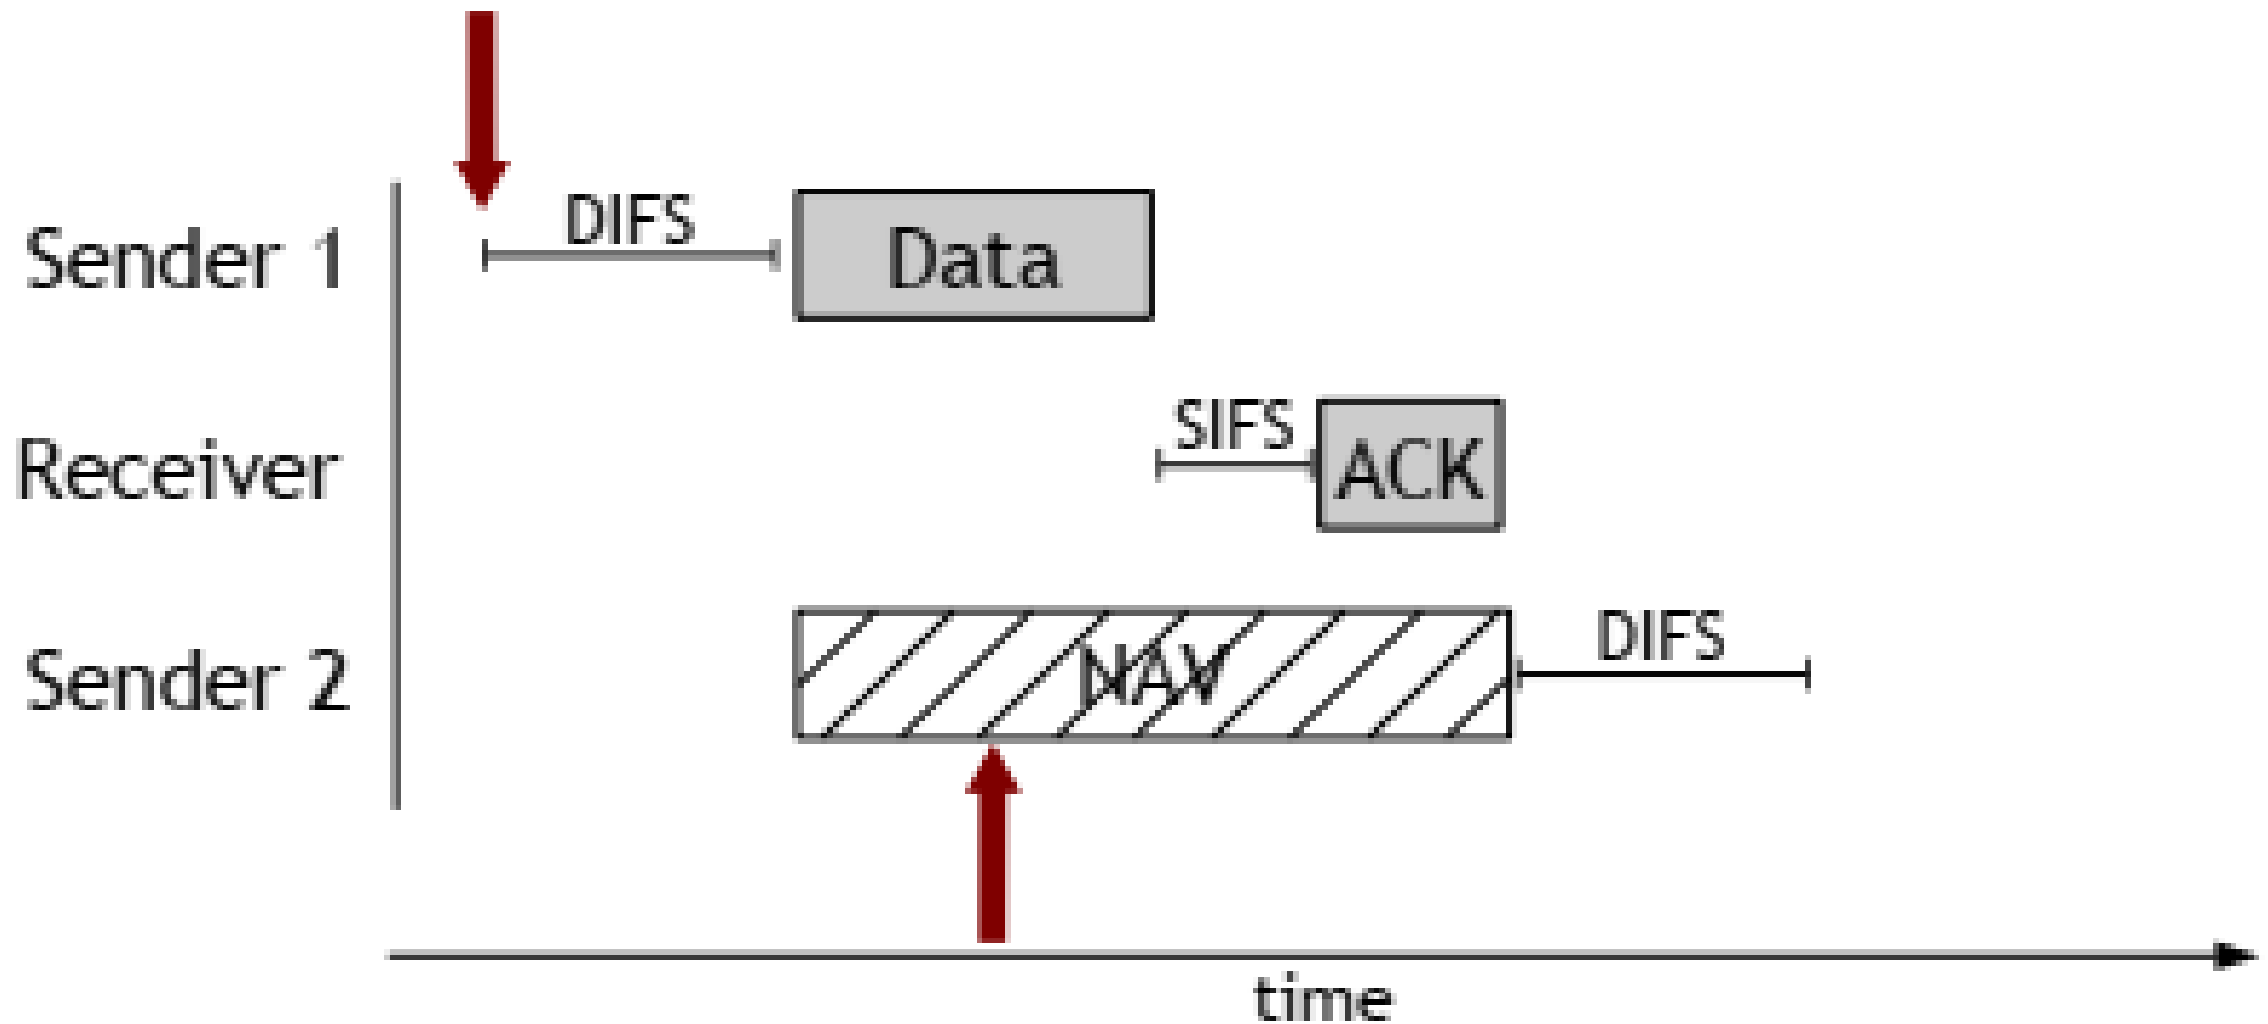 DIFS
Sender 1
Data
SIFS
Receiver
ACK
DIFS
Sender 2
NAV
time